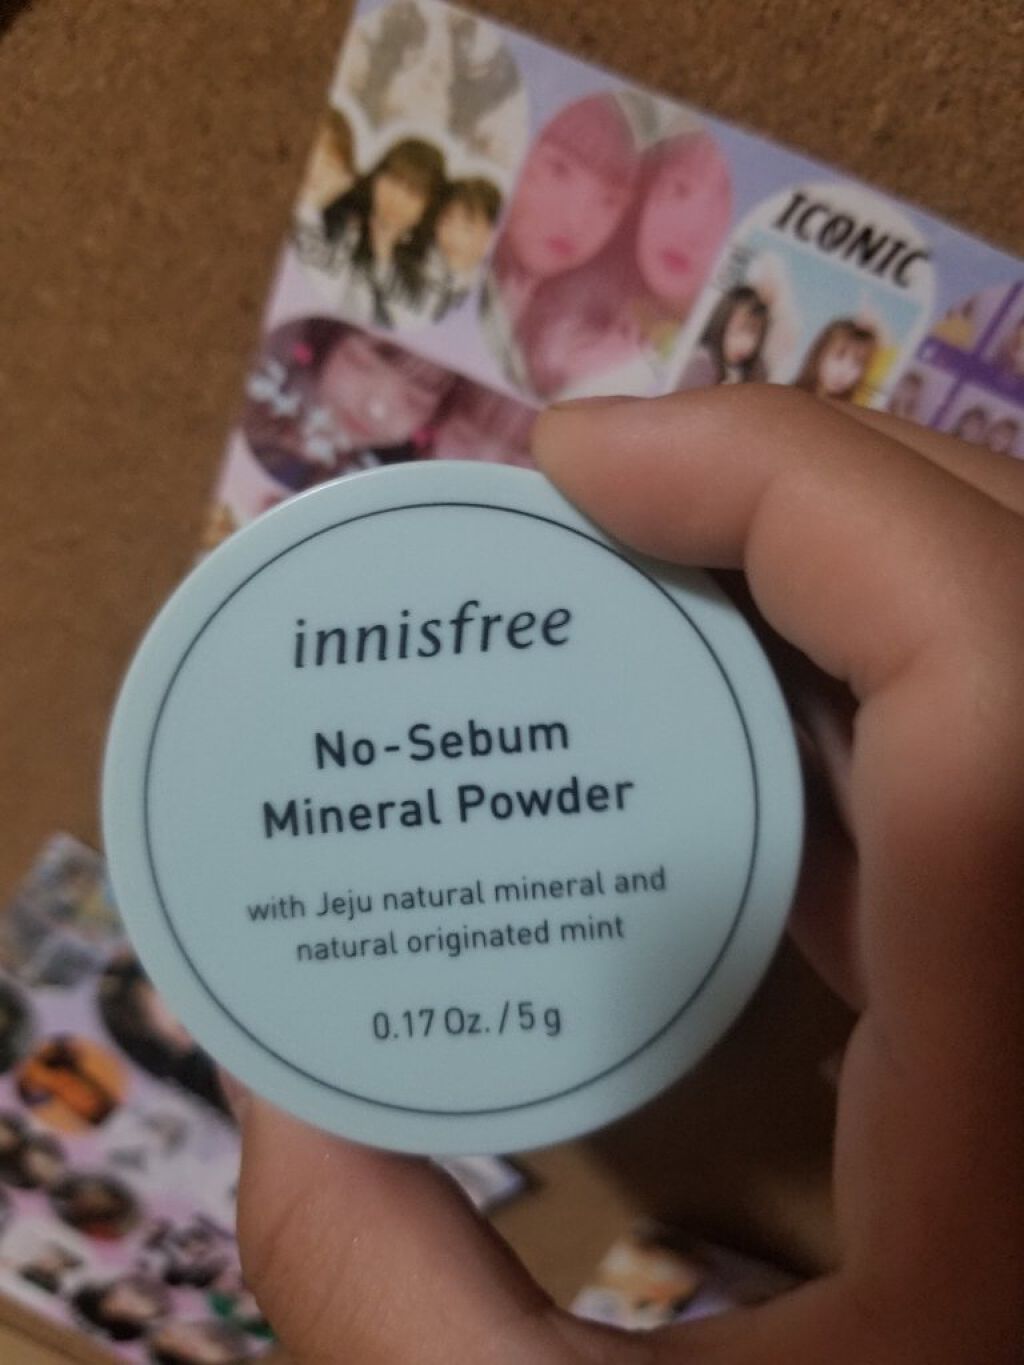 ICONIC
innisfree
No-Sebum
Mineral Powder
with Jeju natural mineral and
natural originated mint
0.17 Oz. / 5 g